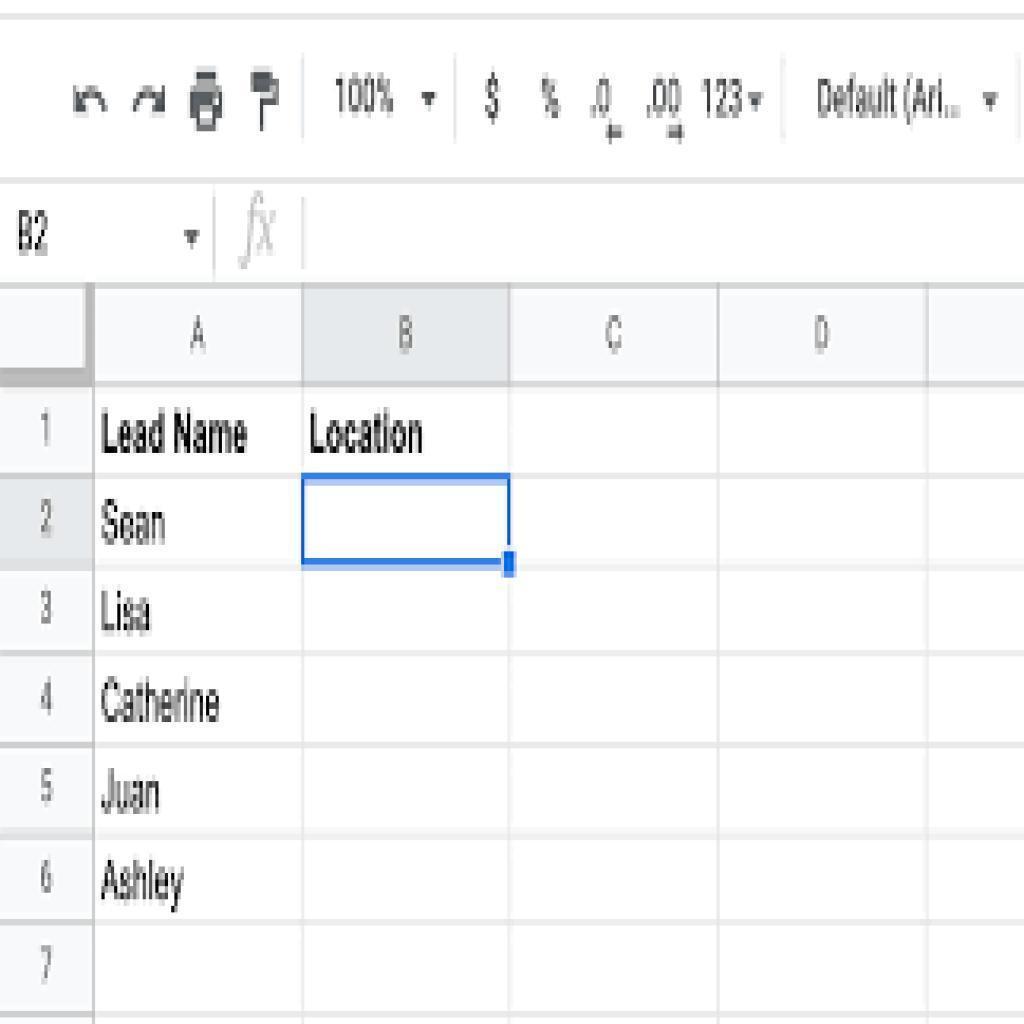 100% $ % .0 .00 123 Default (Ari...
B2 fx
A B C D
1 Lead Name Location
2 Sean
3 Lisa
4 Catherine
5 Juan
6 Ashley
7